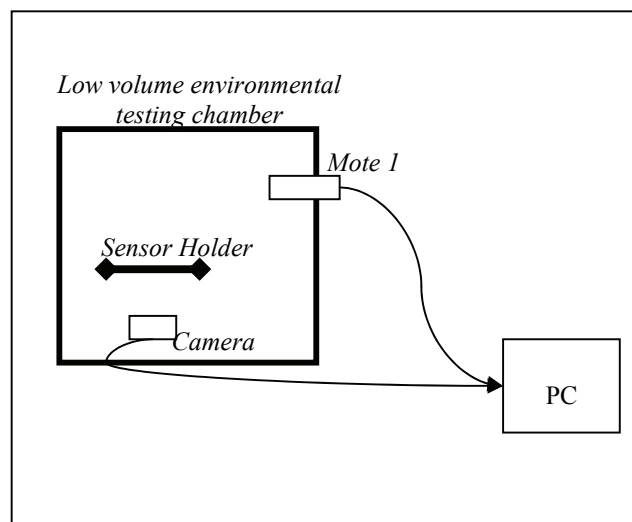 Low volume environmental
testing chamber
Mote 1
Sensor Holder
Camera
PC